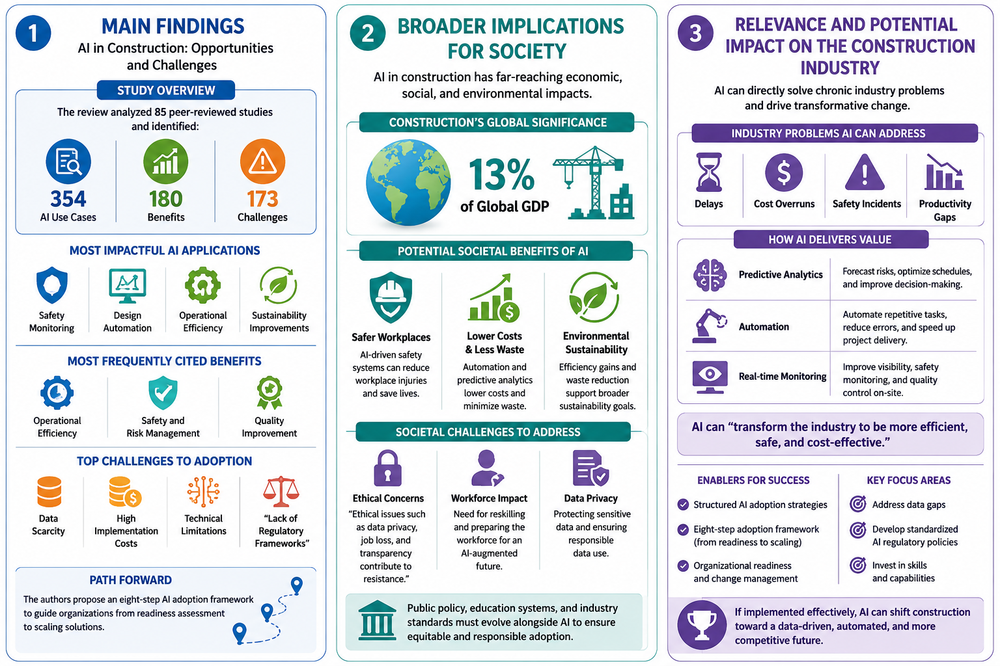 1
MAIN FINDINGS
AI in Construction: Opportunities
and Challenges
STUDY OVERVIEW
The review analyzed 85 peer-reviewed studies
and identified:
354
AI Use Cases
180
Benefits
173
Challenges
MOST IMPACTFUL AI APPLICATIONS
Safety
Monitoring
Design
Automation
Operational
Efficiency
Sustainability
Improvements
MOST FREQUENTLY CITED BENEFITS
Operational
Efficiency
Safety and
Risk Management
Quality
Improvement
TOP CHALLENGES TO ADOPTION
Data
Scarcity
$
High
Implementation
Costs
Technical
Limitations
“Lack of
Regulatory
Frameworks”
PATH FORWARD
The authors propose an eight-step AI adoption framework
to guide organizations from readiness assessment
to scaling solutions.
2
BROADER IMPLICATIONS
FOR SOCIETY
AI in construction has far-reaching economic,
social, and environmental impacts.
CONSTRUCTION’S GLOBAL SIGNIFICANCE
13%
of Global GDP
POTENTIAL SOCIETAL BENEFITS OF AI
Safer Workplaces
AI-driven safety
systems can reduce
workplace injuries
and save lives.
$
Lower Costs
& Less Waste
Automation and
predictive analytics
lower costs and
minimize waste.
Environmental
Sustainability
Efficiency gains and
waste reduction
support broader
sustainability goals.
SOCIETAL CHALLENGES TO ADDRESS
Ethical Concerns
“Ethical issues such
as data privacy,
job loss, and
transparency
contribute to
resistance.”
Workforce Impact
Need for reskilling
and preparing the
workforce for an
AI-augmented
future.
Data Privacy
Protecting sensitive
data and ensuring
responsible
data use.
Public policy, education systems, and industry
standards must evolve alongside AI to ensure
equitable and responsible adoption.
3
RELEVANCE AND POTENTIAL
IMPACT ON THE CONSTRUCTION
INDUSTRY
AI can directly solve chronic industry problems
and drive transformative change.
INDUSTRY PROBLEMS AI CAN ADDRESS
Delays
$
Cost Overruns
Safety Incidents
Productivity
Gaps
HOW AI DELIVERS VALUE
Predictive Analytics
Forecast risks, optimize schedules,
and improve decision-making.
Automation
Automate repetitive tasks,
reduce errors, and speed up
project delivery.
Real-time Monitoring
Improve visibility, safety
monitoring, and quality
control on-site.
AI can “transform the industry to be more efficient,
safe, and cost-effective.”
ENABLERS FOR SUCCESS
Structured AI adoption strategies
Eight-step adoption framework
(from readiness to scaling)
Organizational readiness
and change management
KEY FOCUS AREAS
Address data gaps
Develop standardized
AI regulatory policies
Invest in skills
and capabilities
If implemented effectively, AI can shift construction
toward a data-driven, automated, and more
competitive future.